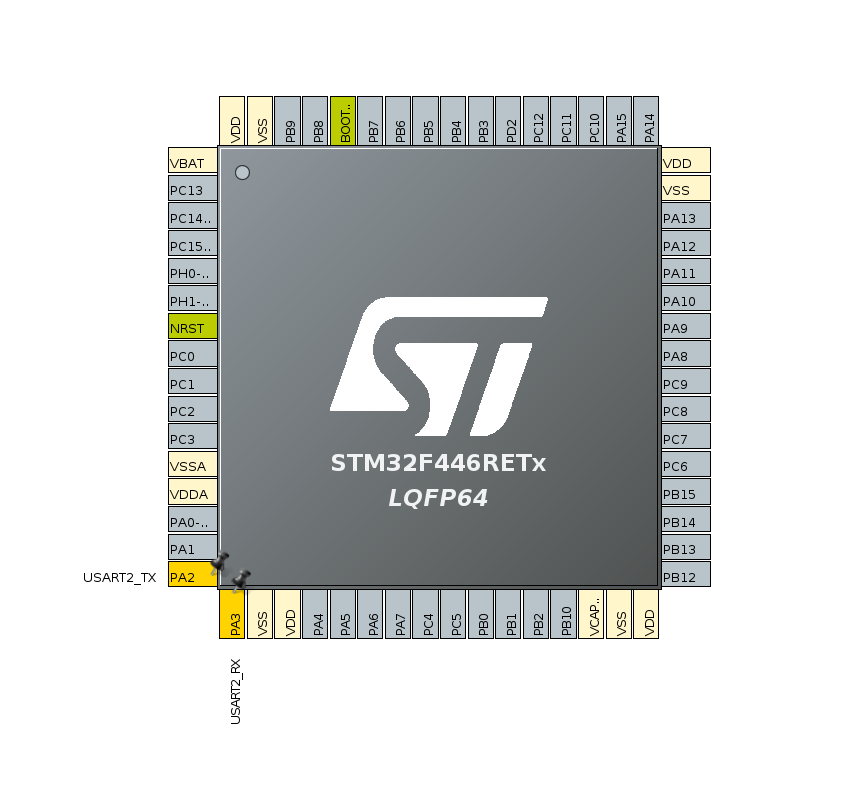 VDD
VSS
PB9
PB8
BOOT..
PB7
PB6
PB5
PB4
PB3
PD2
PC12
PC11
PC10
PA15
PA14
VBAT
PC13
PC14..
PC15..
PH0-..
PH1-..
NRST
PC0
PC1
PC2
PC3
VSSA
VDDA
PA0-..
PA1
USART2_TX PA2
VDD
VSS
PA13
PA12
PA11
PA10
PA9
PA8
PC9
PC8
PC7
PC6
PB15
PB14
PB13
PB12
ST
STM32F446RETx
LQFP64
PA3
VSS
VDD
PA4
PA5
PA6
PA7
PC4
PC5
PB0
PB1
PB2
PB10
VCAP..
VSS
VDD
USART2_RX